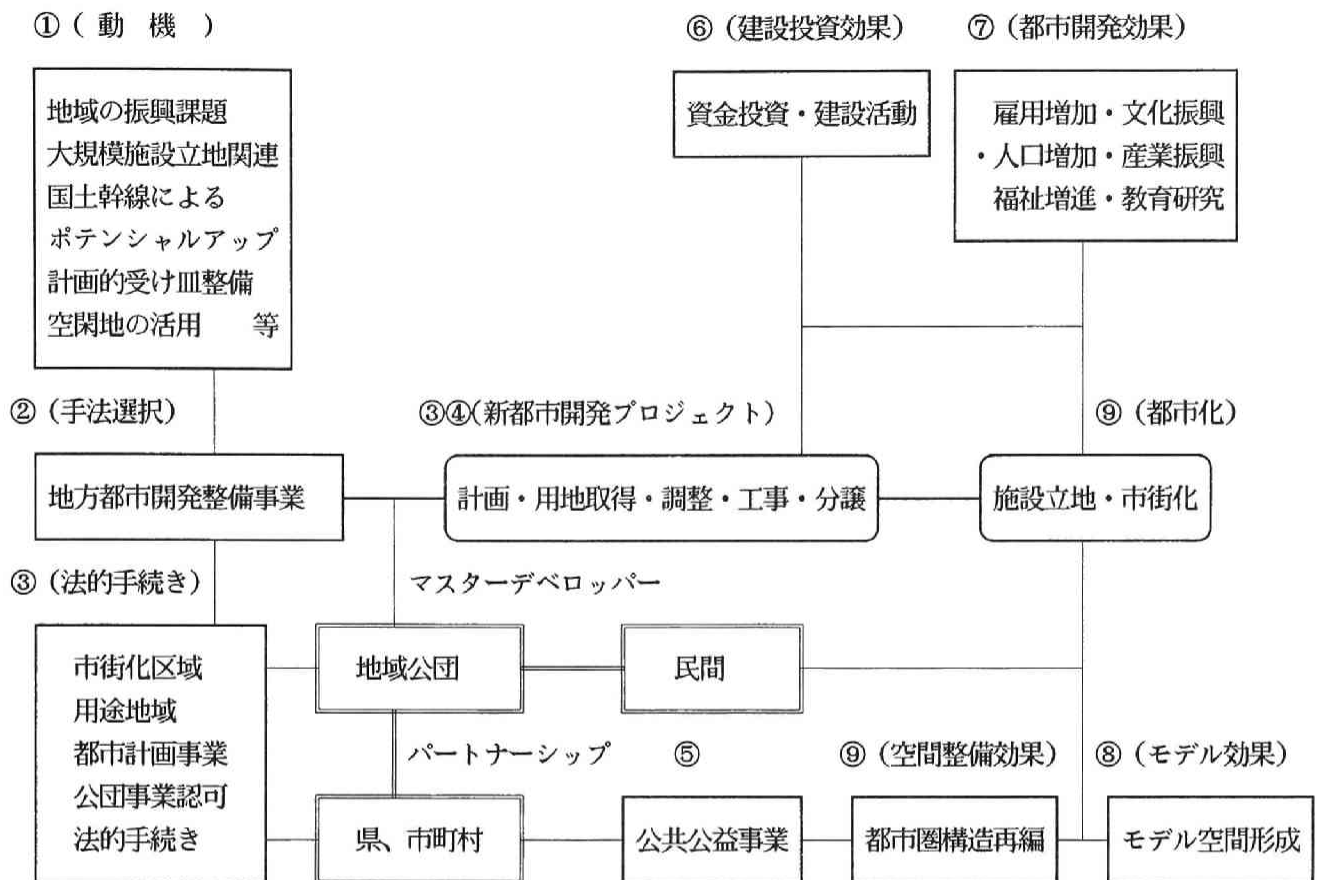 ①（ 動 機 ）
地域の振興課題
大規模施設立地関連
国土幹線による
ポテンシャルアップ
計画的受け皿整備
空閑地の活用　等
⑥（建設投資効果）
資金投資・建設活動
⑦（都市開発効果）
雇用増加・文化振興
・人口増加・産業振興
福祉増進・教育研究
②（手法選択）
地方都市開発整備事業
③④(新都市開発プロジェクト）
計画・用地取得・調整・工事・分譲
⑨（都市化）
施設立地・市街化
③（法的手続き）
市街化区域
用途地域
都市計画事業
公団事業認可
法的手続き
マスターデベロッパー
地域公団
民間
パートナーシップ
県、市町村
⑤
公共公益事業
⑨（空間整備効果）
都市圏構造再編
⑧（モデル効果）
モデル空間形成